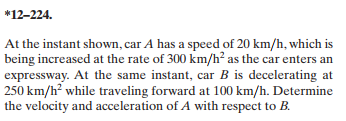 *12–224.
At the instant shown, car A has a speed of 20 km/h, which is
being increased at the rate of 300 km/h² as the car enters an
expressway. At the same instant, car B is decelerating at
250 km/h² while traveling forward at 100 km/h. Determine
the velocity and acceleration of A with respect to B.